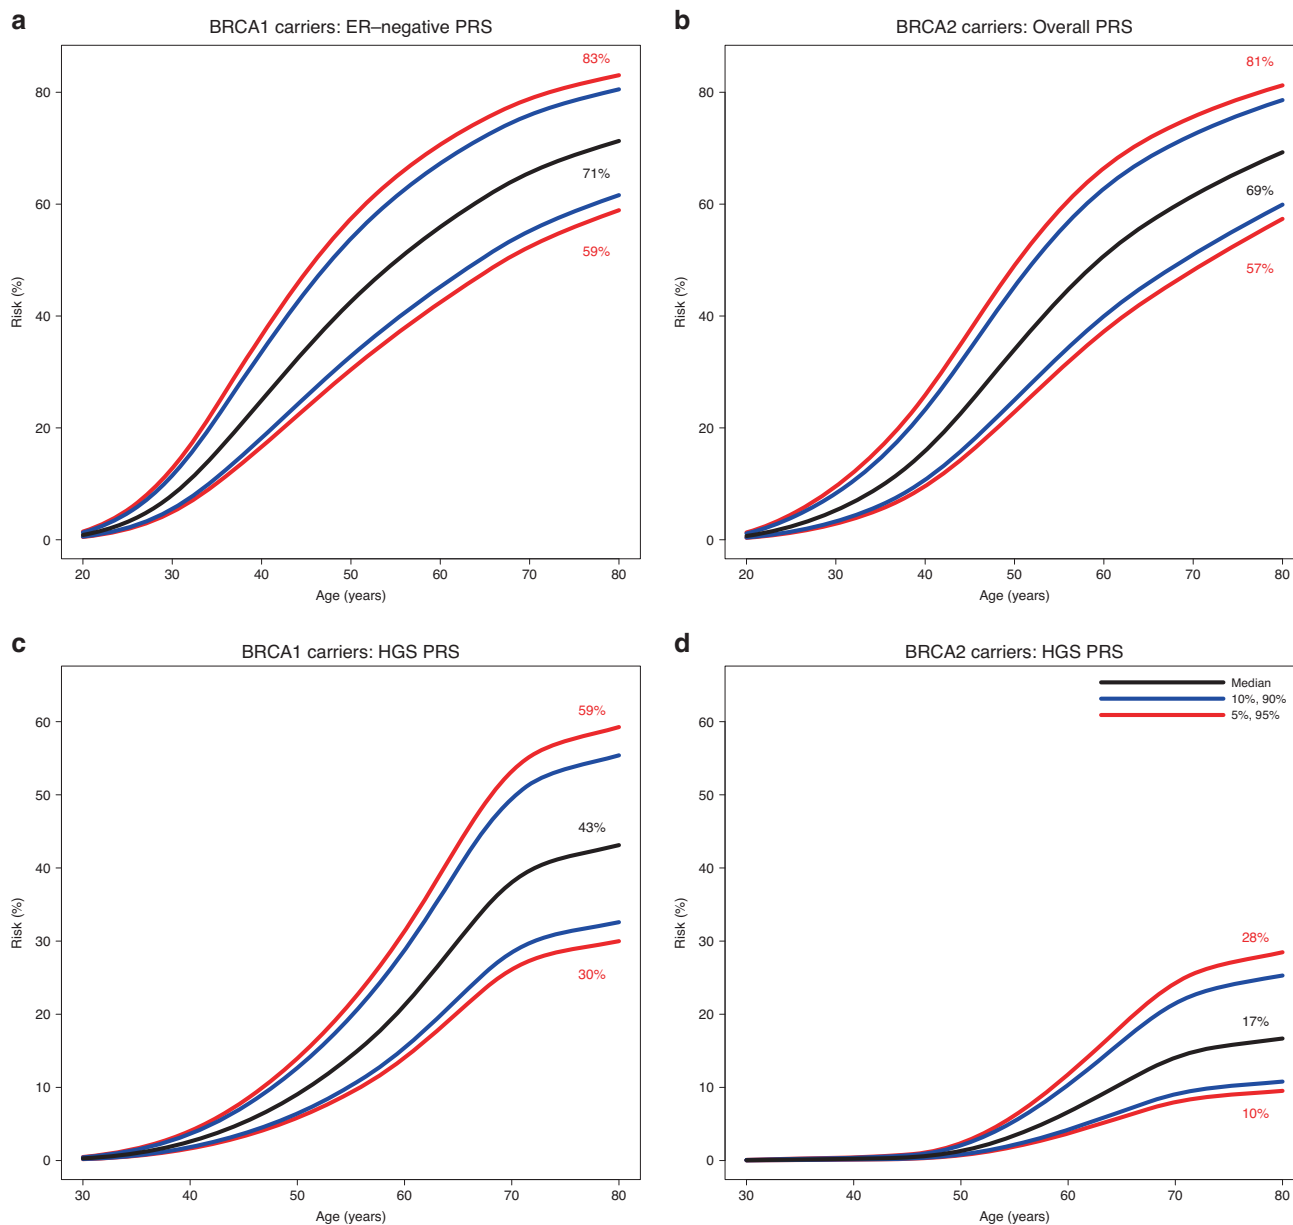 a
BRCA1 carriers: ER–negative PRS
83%
71%
59%
80
60
40
20
0
Risk (%)
20 30 40 50 60 70 80
Age (years)
b
BRCA2 carriers: Overall PRS
81%
69%
57%
80
60
40
20
0
Risk (%)
20 30 40 50 60 70 80
Age (years)
c
BRCA1 carriers: HGS PRS
59%
43%
30%
60
50
40
30
20
10
0
Risk (%)
30 40 50 60 70 80
Age (years)
d
BRCA2 carriers: HGS PRS
Median
10%, 90%
5%, 95%
28%
17%
10%
60
50
40
30
20
10
0
Risk (%)
30 40 50 60 70 80
Age (years)